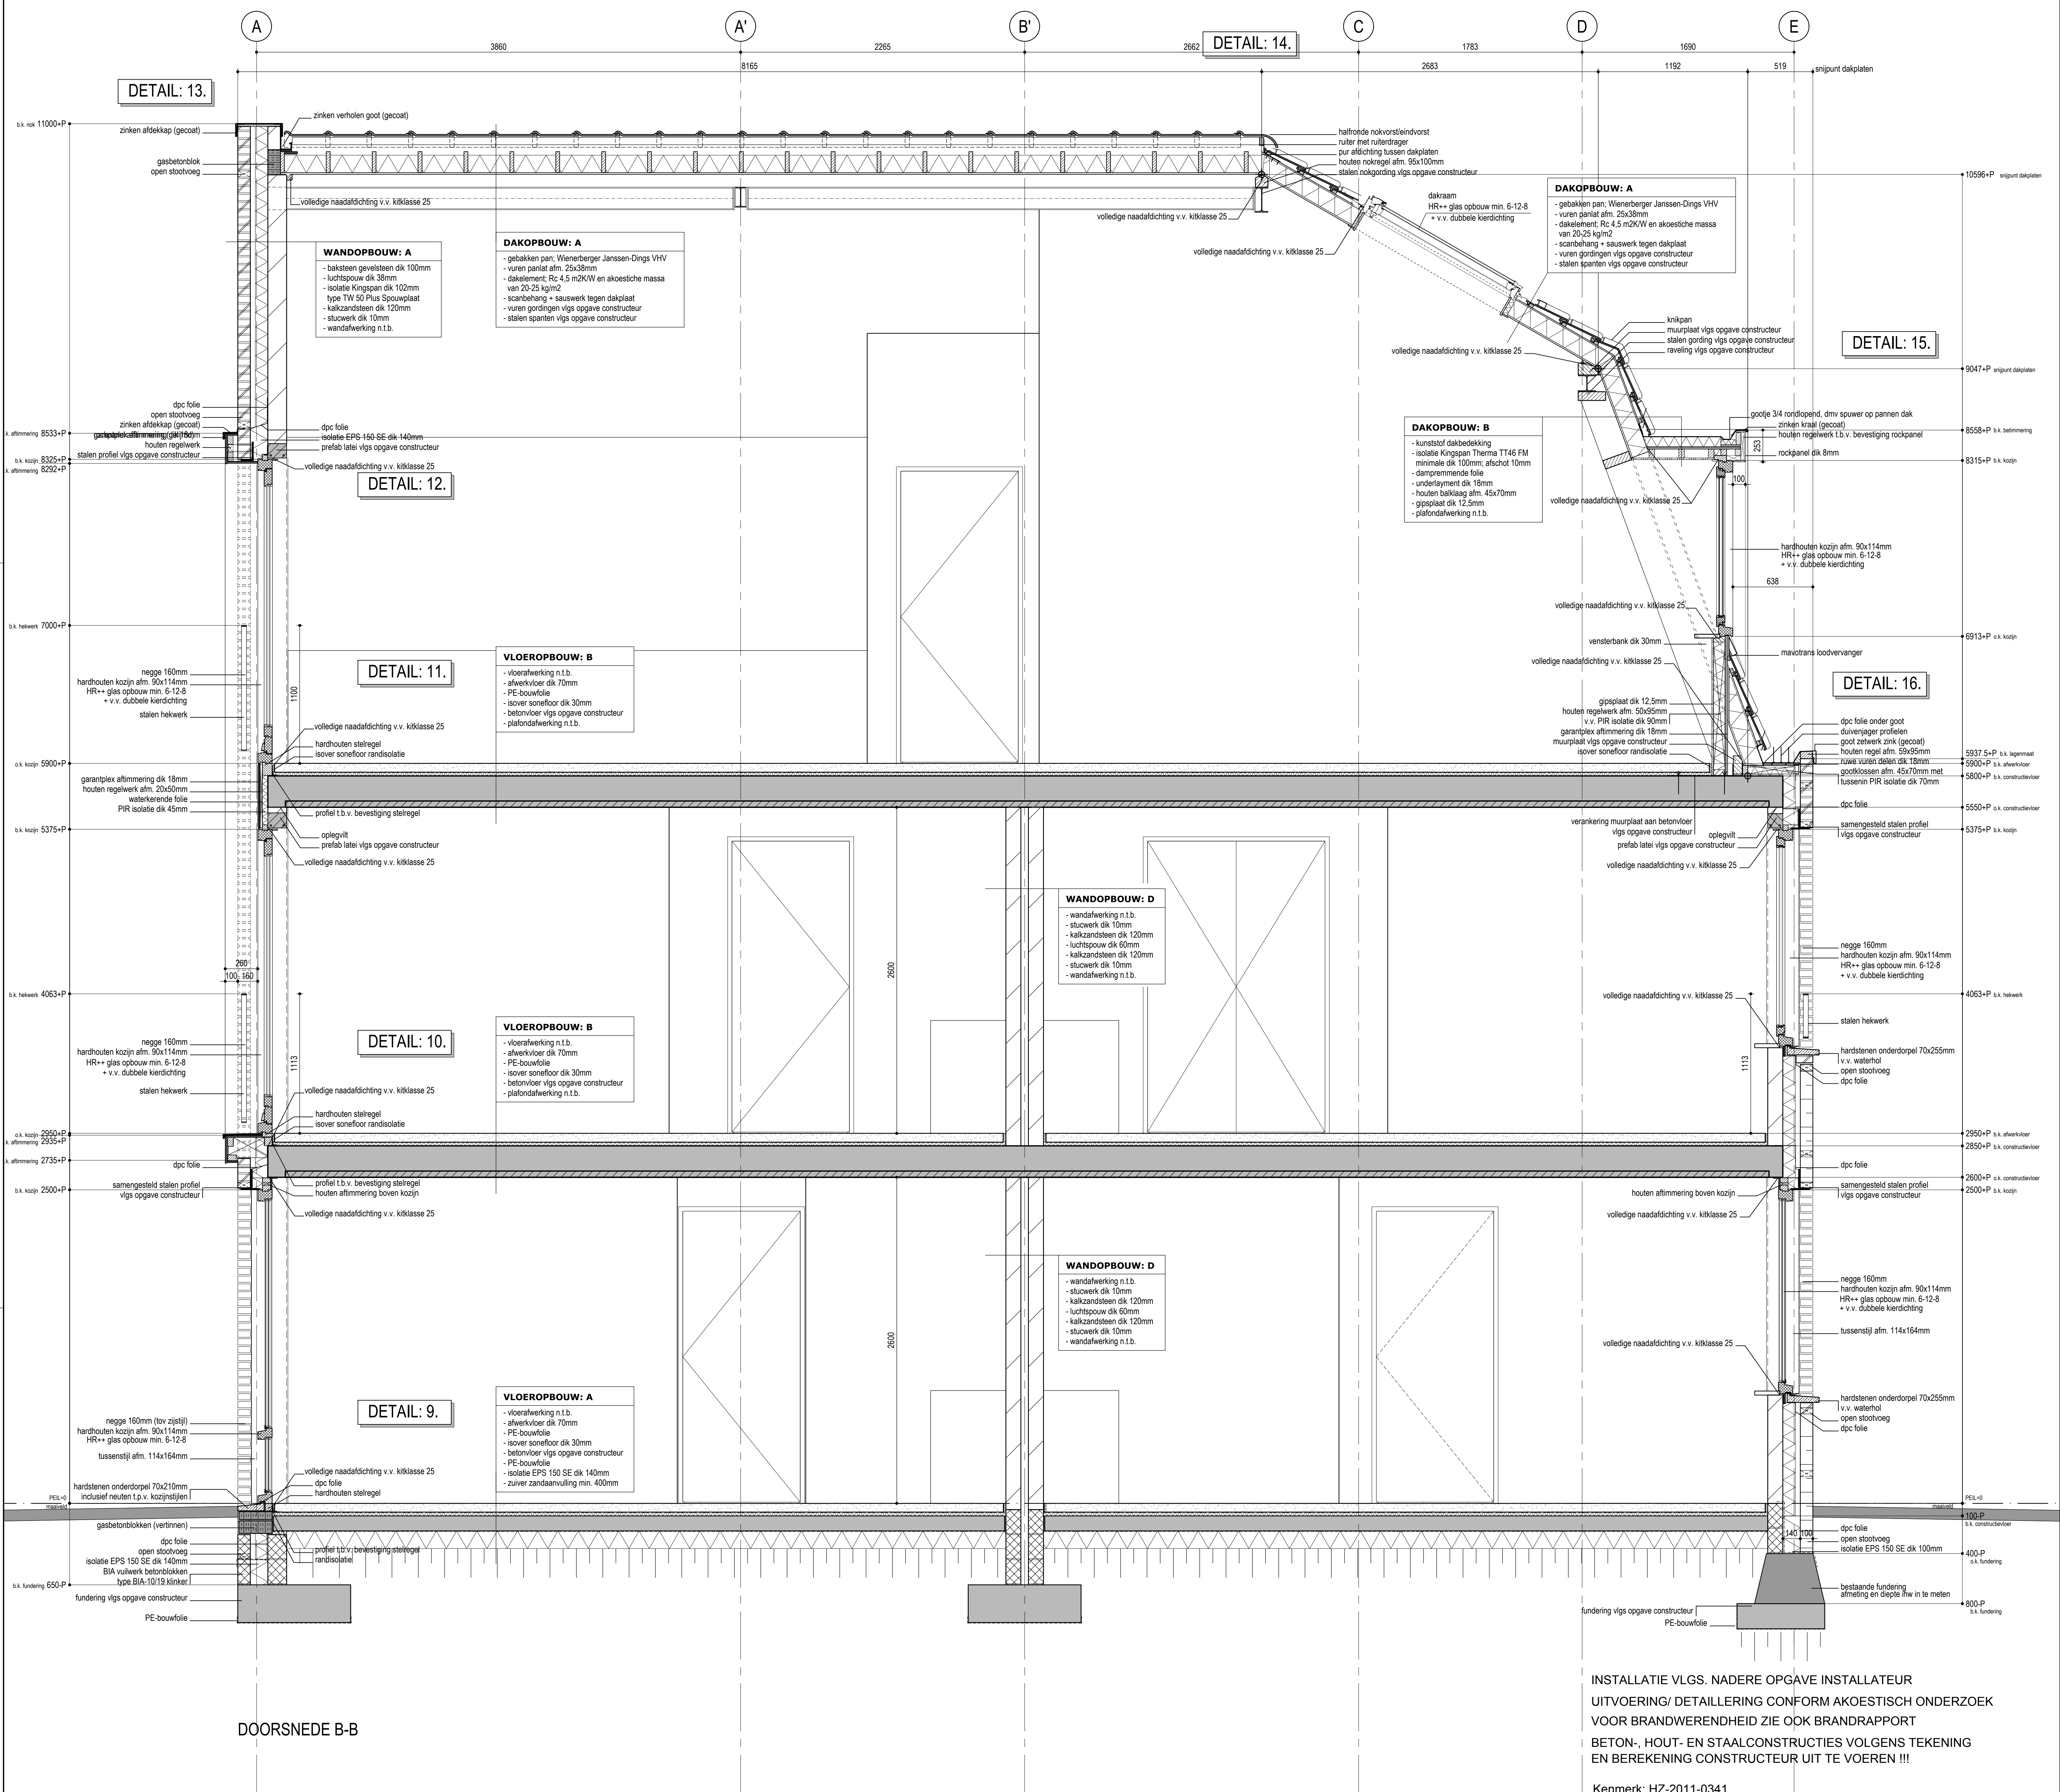 A
A'
B'
C
D
E
3860
2265
2662
1783
1690
8165
2683
1192
519
snijpunt dakplaten
DETAIL: 14.
DETAIL: 13.
b.k. nok 11000+P
zinken afdekkap (gecoat)
zinken verholen goot (gecoat)
gasbetonblok
open stootvoeg
volledige naadafdichting v.v. kitklasse 25
halfronde nokvorst/eindvorst
ruiter met ruiterdrager
pur afdichting tussen dakplaten
houten nokregel afm. 95x100mm
stalen nokgording vlgs opgave constructeur
10596+P snijpunt dakplaten
volledige naadafdichting v.v. kitklasse 25
dakraam
HR++ glas opbouw min. 6-12-8
+ v.v. dubbele kierdichting
volledige naadafdichting v.v. kitklasse 25
DAKOPBOUW: A
- gebakken pan; Wienerberger Janssen-Dings VHV
- vuren panlat afm. 25x38mm
- dakelement; Rc 4,5 m2K/W en akoestiche massa
van 20-25 kg/m2
- scanbehang + sauswerk tegen dakplaat
- vuren gordingen vlgs opgave constructeur
- stalen spanten vlgs opgave constructeur
WANDOPBOUW: A
- baksteen gevelsteen dik 100mm
- luchtspouw dik 38mm
- isolatie Kingspan dik 102mm
type TW 50 Plus Spouwplaat
- kalkzandsteen dik 120mm
- stucwerk dik 10mm
- wandafwerking n.t.b.
DAKOPBOUW: A
- gebakken pan; Wienerberger Janssen-Dings VHV
- vuren panlat afm. 25x38mm
- dakelement; Rc 4,5 m2K/W en akoestiche massa
van 20-25 kg/m2
- scanbehang + sauswerk tegen dakplaat
- vuren gordingen vlgs opgave constructeur
- stalen spanten vlgs opgave constructeur
knikpan
muurplaat vlgs opgave constructeur
stalen gording vlgs opgave constructeur
raveling vlgs opgave constructeur
volledige naadafdichting v.v. kitklasse 25
DETAIL: 15.
9047+P snijpunt dakplaten
dpc folie
open stootvoeg
zinken afdekkap (gecoat)
houten regelwerk
stalen profiel vlgs opgave constructeur
k. aftimmering 8533+P
b.k. kozijn 8325+P
k. aftimmering 8292+P
dpc folie
isolatie EPS 150 SE dik 140mm
prefab latei vlgs opgave constructeur
volledige naadafdichting v.v. kitklasse 25
DETAIL: 12.
DAKOPBOUW: B
- kunststof dakbedekking
- isolatie Kingspan Therma TT46 FM
minimale dik 100mm; afschot 10mm
- dampremmende folie
- underlayment dik 18mm
- houten balklaag afm. 45x70mm
- gipsplaat dik 12,5mm
- plafondafwerking n.t.b.
gootje 3/4 rondlopend, dmv spuwer op pannen dak
zinken kraal (gecoat)
houten regelwerk t.b.v. bevestiging rockpanel
rockpanel dik 8mm
253
100
8558+P b.k. betimmering
8315+P b.k. kozijn
volledige naadafdichting v.v. kitklasse 25
hardhouten kozijn afm. 90x114mm
HR++ glas opbouw min. 6-12-8
+ v.v. dubbele kierdichting
638
volledige naadafdichting v.v. kitklasse 25
vensterbank dik 30mm
volledige naadafdichting v.v. kitklasse 25
6913+P o.k. kozijn
mavotrans loodvervanger
DETAIL: 16.
b.k. hekwerk 7000+P
negge 160mm
hardhouten kozijn afm. 90x114mm
HR++ glas opbouw min. 6-12-8
+ v.v. dubbele kierdichting
stalen hekwerk
1100
DETAIL: 11.
VLOEROPBOUW: B
- vloerafwerking n.t.b.
- afwerkvloer dik 70mm
- PE-bouwfolie
- isover sonefloor dik 30mm
- betonvloer vlgs opgave constructeur
- plafondafwerking n.t.b.
volledige naadafdichting v.v. kitklasse 25
hardhouten stelregel
isover sonefloor randisolatie
gipsplaat dik 12,5mm
houten regelwerk afm. 50x95mm
v.v. PIR isolatie dik 90mm
garantplex aftimmering dik 18mm
muurplaat vlgs opgave constructeur
isover sonefloor randisolatie
dpc folie onder goot
duivenjager profielen
goot zetwerk zink (gecoat)
houten regel afm. 59x95mm
ruwe vuren delen dik 18mm
gootklossen afm. 45x70mm met
tussenin PIR isolatie dik 70mm
5937.5+P b.k. lagenmaat
5900+P b.k. afwerkvloer
5800+P b.k. constructievloer
5550+P o.k. constructievloer
5375+P b.k. kozijn
o.k. kozijn 5900+P
garantplex aftimmering dik 18mm
houten regelwerk afm. 20x50mm
waterkerende folie
PIR isolatie dik 45mm
b.k. kozijn 5375+P
profiel t.b.v. bevestiging stelregel
oplegvilt
prefab latei vlgs opgave constructeur
volledige naadafdichting v.v. kitklasse 25
verankering muurplaat aan betonvloer
vlgs opgave constructeur
oplegvilt
prefab latei vlgs opgave constructeur
volledige naadafdichting v.v. kitklasse 25
dpc folie
samengesteld stalen profiel
vlgs opgave constructeur
WANDOPBOUW: D
- wandafwerking n.t.b.
- stucwerk dik 10mm
- kalkzandsteen dik 120mm
- luchtspouw dik 60mm
- kalkzandsteen dik 120mm
- stucwerk dik 10mm
- wandafwerking n.t.b.
2600
260
100 160
b.k. hekwerk 4063+P
negge 160mm
hardhouten kozijn afm. 90x114mm
HR++ glas opbouw min. 6-12-8
+ v.v. dubbele kierdichting
stalen hekwerk
1113
DETAIL: 10.
VLOEROPBOUW: B
- vloerafwerking n.t.b.
- afwerkvloer dik 70mm
- PE-bouwfolie
- isover sonefloor dik 30mm
- betonvloer vlgs opgave constructeur
- plafondafwerking n.t.b.
volledige naadafdichting v.v. kitklasse 25
hardhouten stelregel
isover sonefloor randisolatie
negge 160mm
hardhouten kozijn afm. 90x114mm
HR++ glas opbouw min. 6-12-8
+ v.v. dubbele kierdichting
volledige naadafdichting v.v. kitklasse 25
4063+P b.k. hekwerk
stalen hekwerk
1113
hardstenen onderdorpel 70x255mm
v.v. waterhol
open stootvoeg
dpc folie
o.k. kozijn 2950+P
k. aftimmering 2935+P
k. aftimmering 2735+P
b.k. kozijn 2500+P
dpc folie
samengesteld stalen profiel
vlgs opgave constructeur
profiel t.b.v. bevestiging stelregel
houten aftimmering boven kozijn
volledige naadafdichting v.v. kitklasse 25
2950+P b.k. afwerkvloer
2850+P b.k. constructievloer
2600+P o.k. constructievloer
2500+P b.k. kozijn
dpc folie
samengesteld stalen profiel
vlgs opgave constructeur
houten aftimmering boven kozijn
volledige naadafdichting v.v. kitklasse 25
WANDOPBOUW: D
- wandafwerking n.t.b.
- stucwerk dik 10mm
- kalkzandsteen dik 120mm
- luchtspouw dik 60mm
- kalkzandsteen dik 120mm
- stucwerk dik 10mm
- wandafwerking n.t.b.
2600
negge 160mm
hardhouten kozijn afm. 90x114mm
HR++ glas opbouw min. 6-12-8
+ v.v. dubbele kierdichting
tussenstijl afm. 114x164mm
volledige naadafdichting v.v. kitklasse 25
hardstenen onderdorpel 70x255mm
v.v. waterhol
open stootvoeg
dpc folie
DETAIL: 9.
VLOEROPBOUW: A
- vloerafwerking n.t.b.
- afwerkvloer dik 70mm
- PE-bouwfolie
- isover sonefloor dik 30mm
- betonvloer vlgs opgave constructeur
- PE-bouwfolie
- isolatie EPS 150 SE dik 140mm
- zuiver zandaanvulling min. 400mm
negge 160mm (tov zijstijl)
hardhouten kozijn afm. 90x114mm
HR++ glas opbouw min. 6-12-8
tussenstijl afm. 114x164mm
hardstenen onderdorpel 70x210mm
inclusief neuten t.p.v. kozijnstijlen
volledige naadafdichting v.v. kitklasse 25
dpc folie
hardhouten stelregel
PEIL=0
maaiveld
gasbetonblokken (vertinnen)
dpc folie
open stootvoeg
isolatie EPS 150 SE dik 140mm
BIA vuilwerk betonblokken
type BIA-10/19 klinker
b.k. fundering 650-P
fundering vlgs opgave constructeur
PE-bouwfolie
profiel t.b.v. bevestiging stelregel
randisolatie
PEIL=0
maaiveld
100-P
b.k. constructievloer
140 100
dpc folie
open stootvoeg
isolatie EPS 150 SE dik 100mm
400-P
o.k. fundering
bestaande fundering
afmeting en diepte ihw in te meten
800-P
b.k. fundering
fundering vlgs opgave constructeur
PE-bouwfolie
DOORSNEDE B-B
INSTALLATIE VLGS. NADERE OPGAVE INSTALLATEUR
UITVOERING/ DETAILLERING CONFORM AKOESTISCH ONDERZOEK
VOOR BRANDWERENDHEID ZIE OOK BRANDRAPPORT
BETON-, HOUT- EN STAALCONSTRUCTIES VOLGENS TEKENING
EN BEREKENING CONSTRUCTEUR UIT TE VOEREN !!!
Kenmerk: HZ-2011-0341